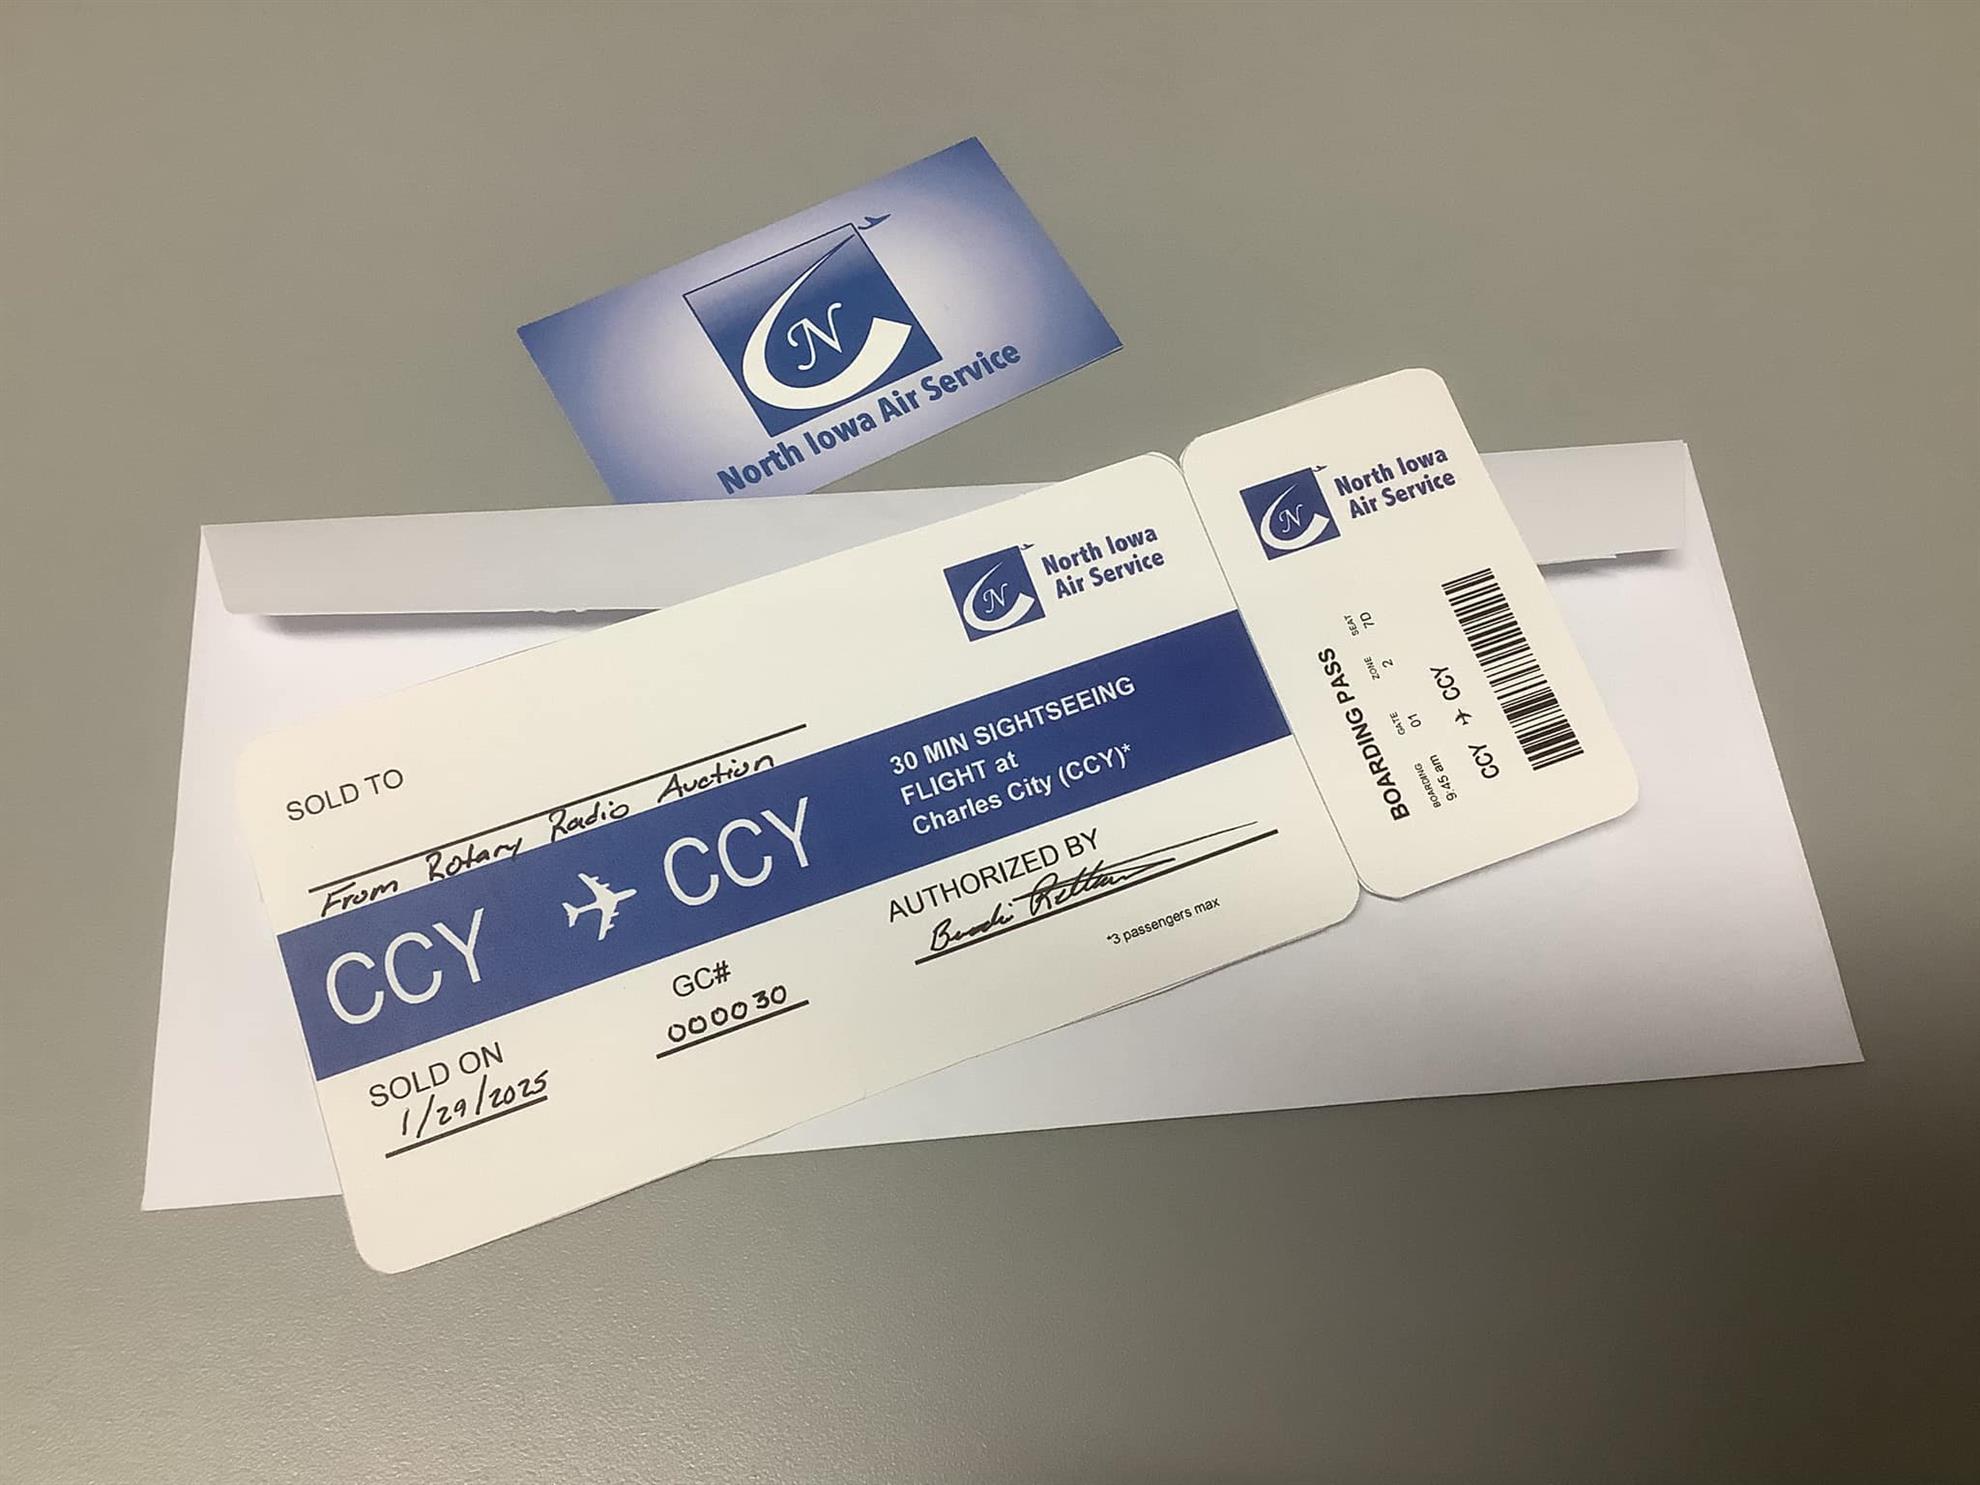 N
North Iowa Air Service
N
North Iowa
Air Service
SOLD TO
From Rotary Radio Auction
CCY CCY
30 MIN SIGHTSEEING
FLIGHT at
Charles City (CCY)*
SOLD ON
1/29/2025
GC#
000030
AUTHORIZED BY
*3 passengers max
N
North Iowa
Air Service
BOARDING PASS
BOARDING GATE ZONE SEAT
9:45 am 01 2 7D
CCY CCY